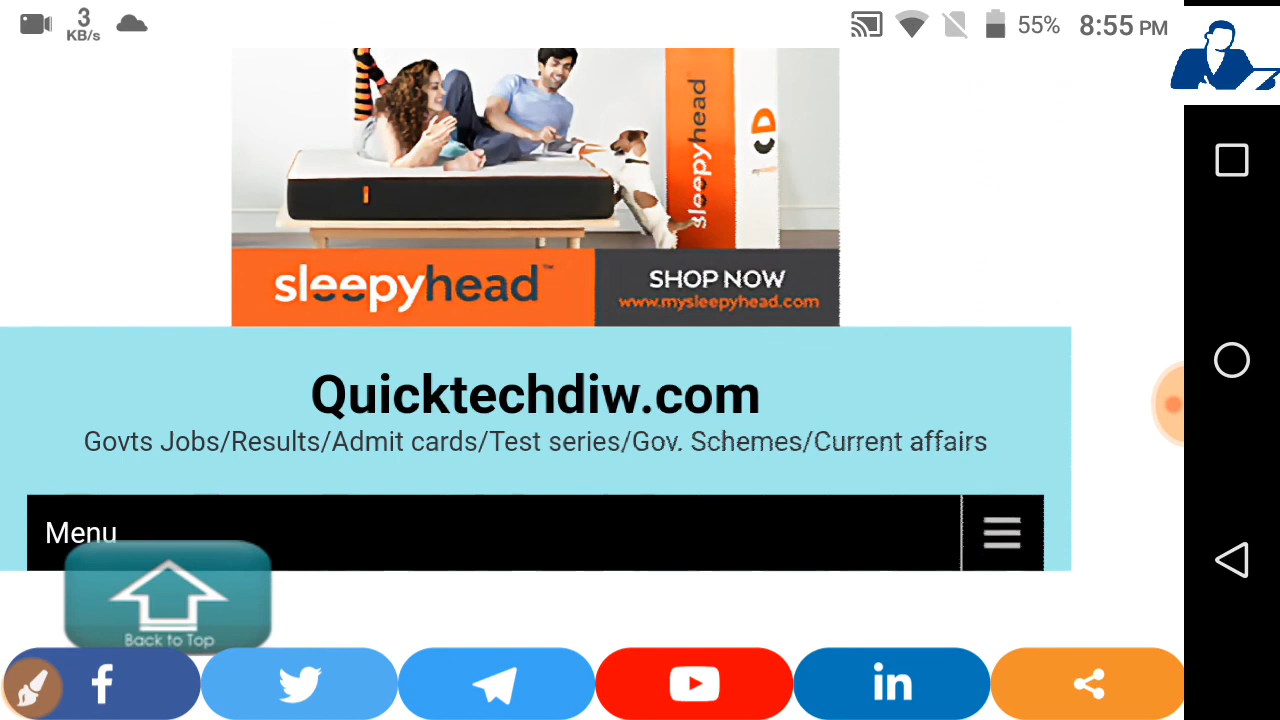 3
KB/s
55%
8:55 PM
sleepyhead
sleepyhead™
SHOP NOW
www.mysleepyhead.com
Quicktechdiw.com
Govts Jobs/Results/Admit cards/Test series/Gov. Schemes/Current affairs
Menu
Back to Top
f
in